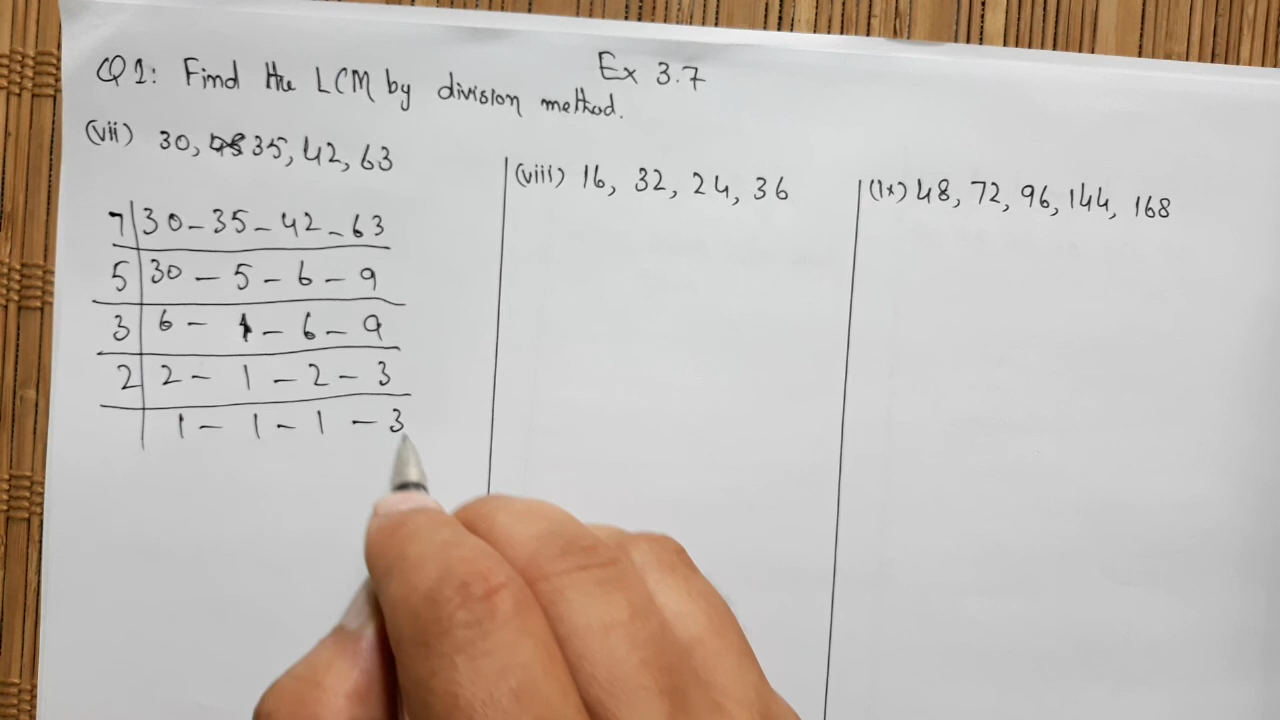 Ex 3.7
Q1: Find the LCM by division method.
(vii) 30, 35, 42, 63
7 30 - 35 - 42 - 63
5 30 - 5 - 6 - 9
3 6 - 1 - 6 - 9
2 2 - 1 - 2 - 3
1 - 1 - 1 - 3
(viii) 16, 32, 24, 36
(ix) 48, 72, 96, 144, 168